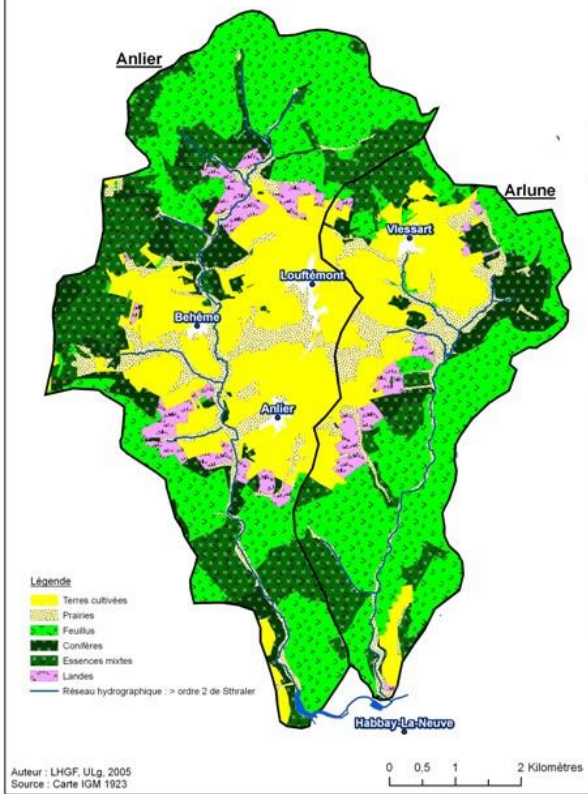 Anlier
Arlune
Vlessart
Louftémont
Behême
Anlier
Légende
Terres cultivées
Prairies
Feuillus
Conifères
Essences mixtes
Landes
Réseau hydrographique : > ordre 2 de Sthraler
Habbay-La-Neuve
Auteur : LHGF, ULg, 2005
Source : Carte IGM 1923
0 0,5 1 2 Kilomètres